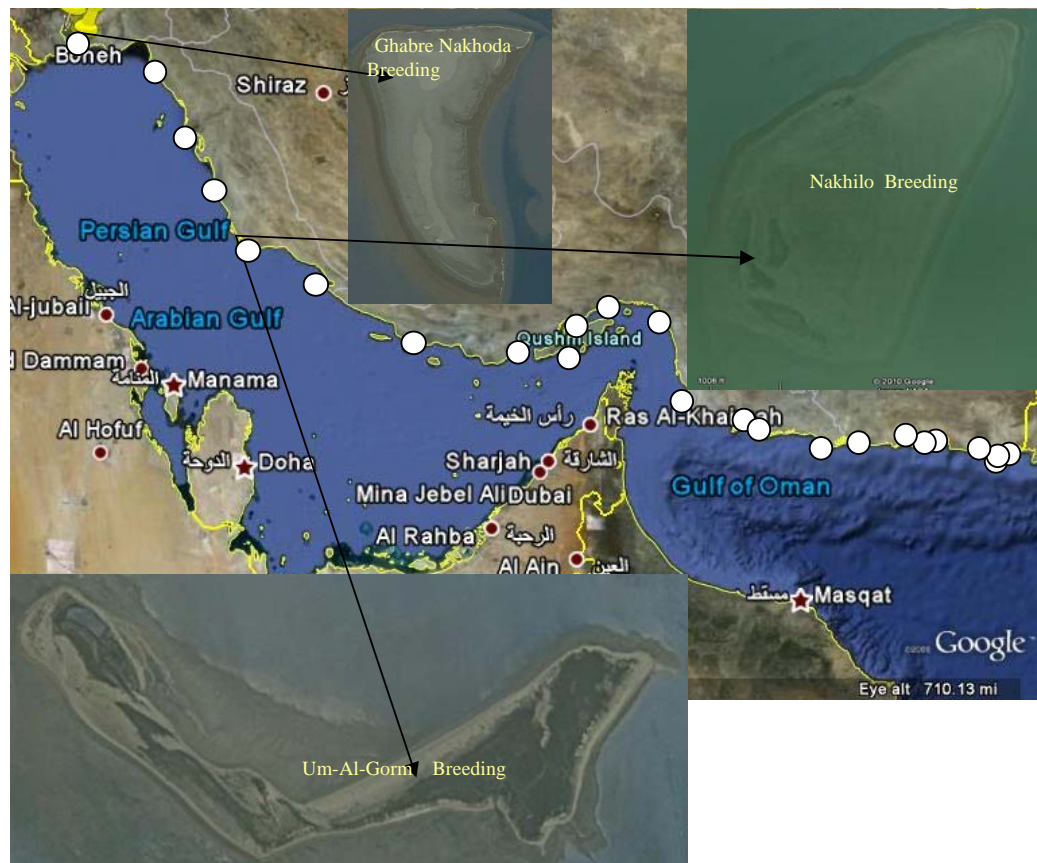 Ghabre Nakhoda
Breeding
Boneh
Shiraz
Nakhilo Breeding
Persian Gulf
الجبيل
Al-jubail
Arabian Gulf
Qushm Island
Dammam
المنامة
Manama
رأس الخيمة
Ras Al-Khaimah
Al Hofuf
الدوحة
Doha
Sharjah
الشارقة
Mina Jebel Ali
Dubai
Gulf of Oman
Al Rahba
الرحبة
Al Ain
العين
مسقط
Masqat
© 2010 Google
Google
Eye alt 710.13 mi
Um-Al-Gorm Breeding